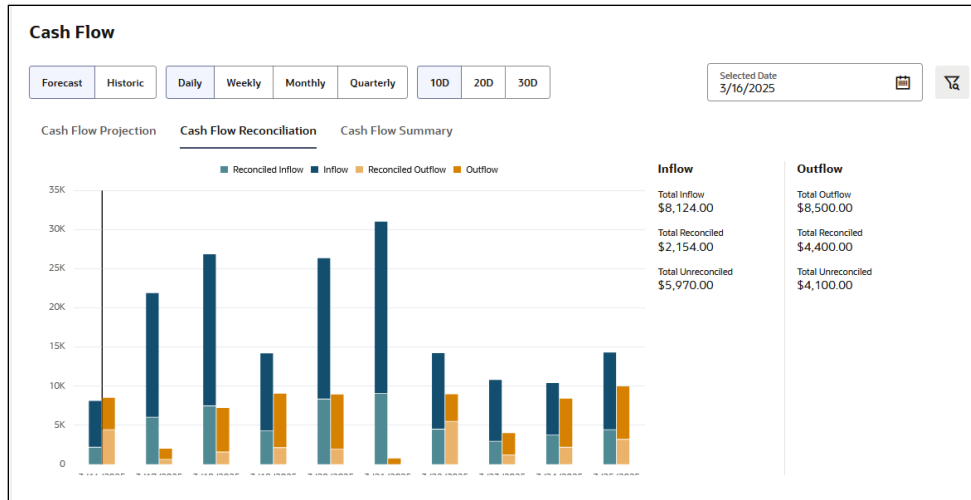 Cash Flow
Forecast Historic Daily Weekly Monthly Quarterly 10D 20D 30D
Selected Date
3/16/2025
Cash Flow Projection Cash Flow Reconciliation Cash Flow Summary
Reconciled Inflow Inflow Reconciled Outflow Outflow
35K
30K
25K
20K
15K
10K
5K
0
Inflow
Total Inflow
$8,124.00
Total Reconciled
$2,154.00
Total Unreconciled
$5,970.00
Outflow
Total Outflow
$8,500.00
Total Reconciled
$4,400.00
Total Unreconciled
$4,100.00